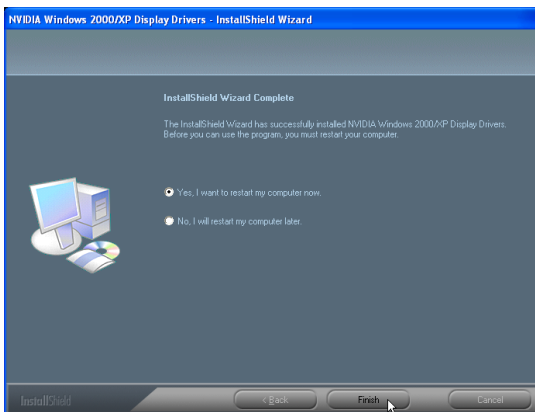 NVIDIA Windows 2000/XP Display Drivers - InstallShield Wizard
InstallShield Wizard Complete
The InstallShield Wizard has successfully installed NVIDIA Windows 2000/XP Display Drivers.
Before you can use the program, you must restart your computer.
Yes, I want to restart my computer now.
No, I will restart my computer later.
InstallShield
< Back
Finish
Cancel